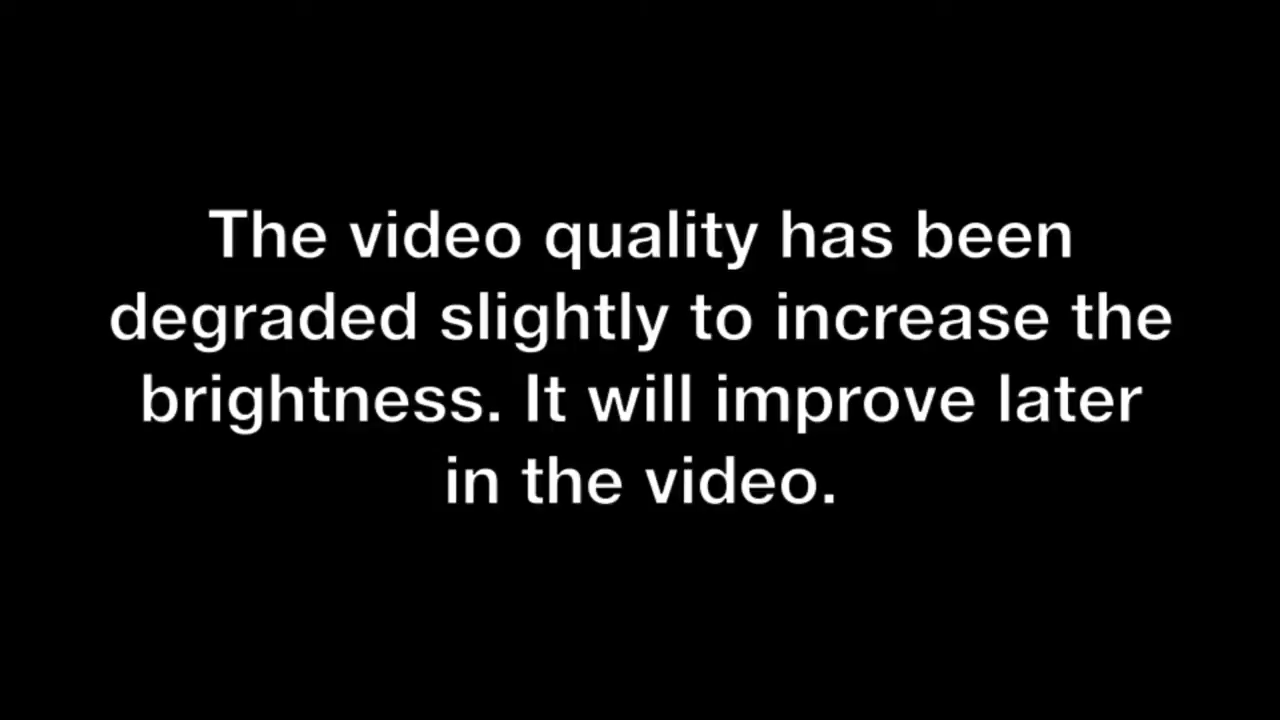 The video quality has been
degraded slightly to increase the
brightness. It will improve later
in the video.